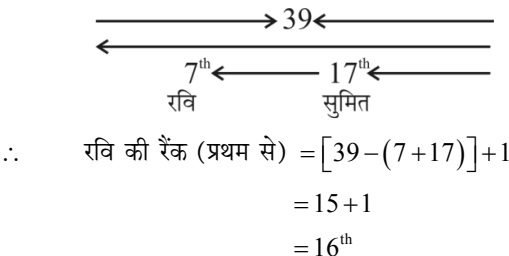 39
7th 17th
रवि सुमित
∴ रवि की रैंक (प्रथम से) = [39 – (7 + 17)] + 1
= 15 + 1
= 16th